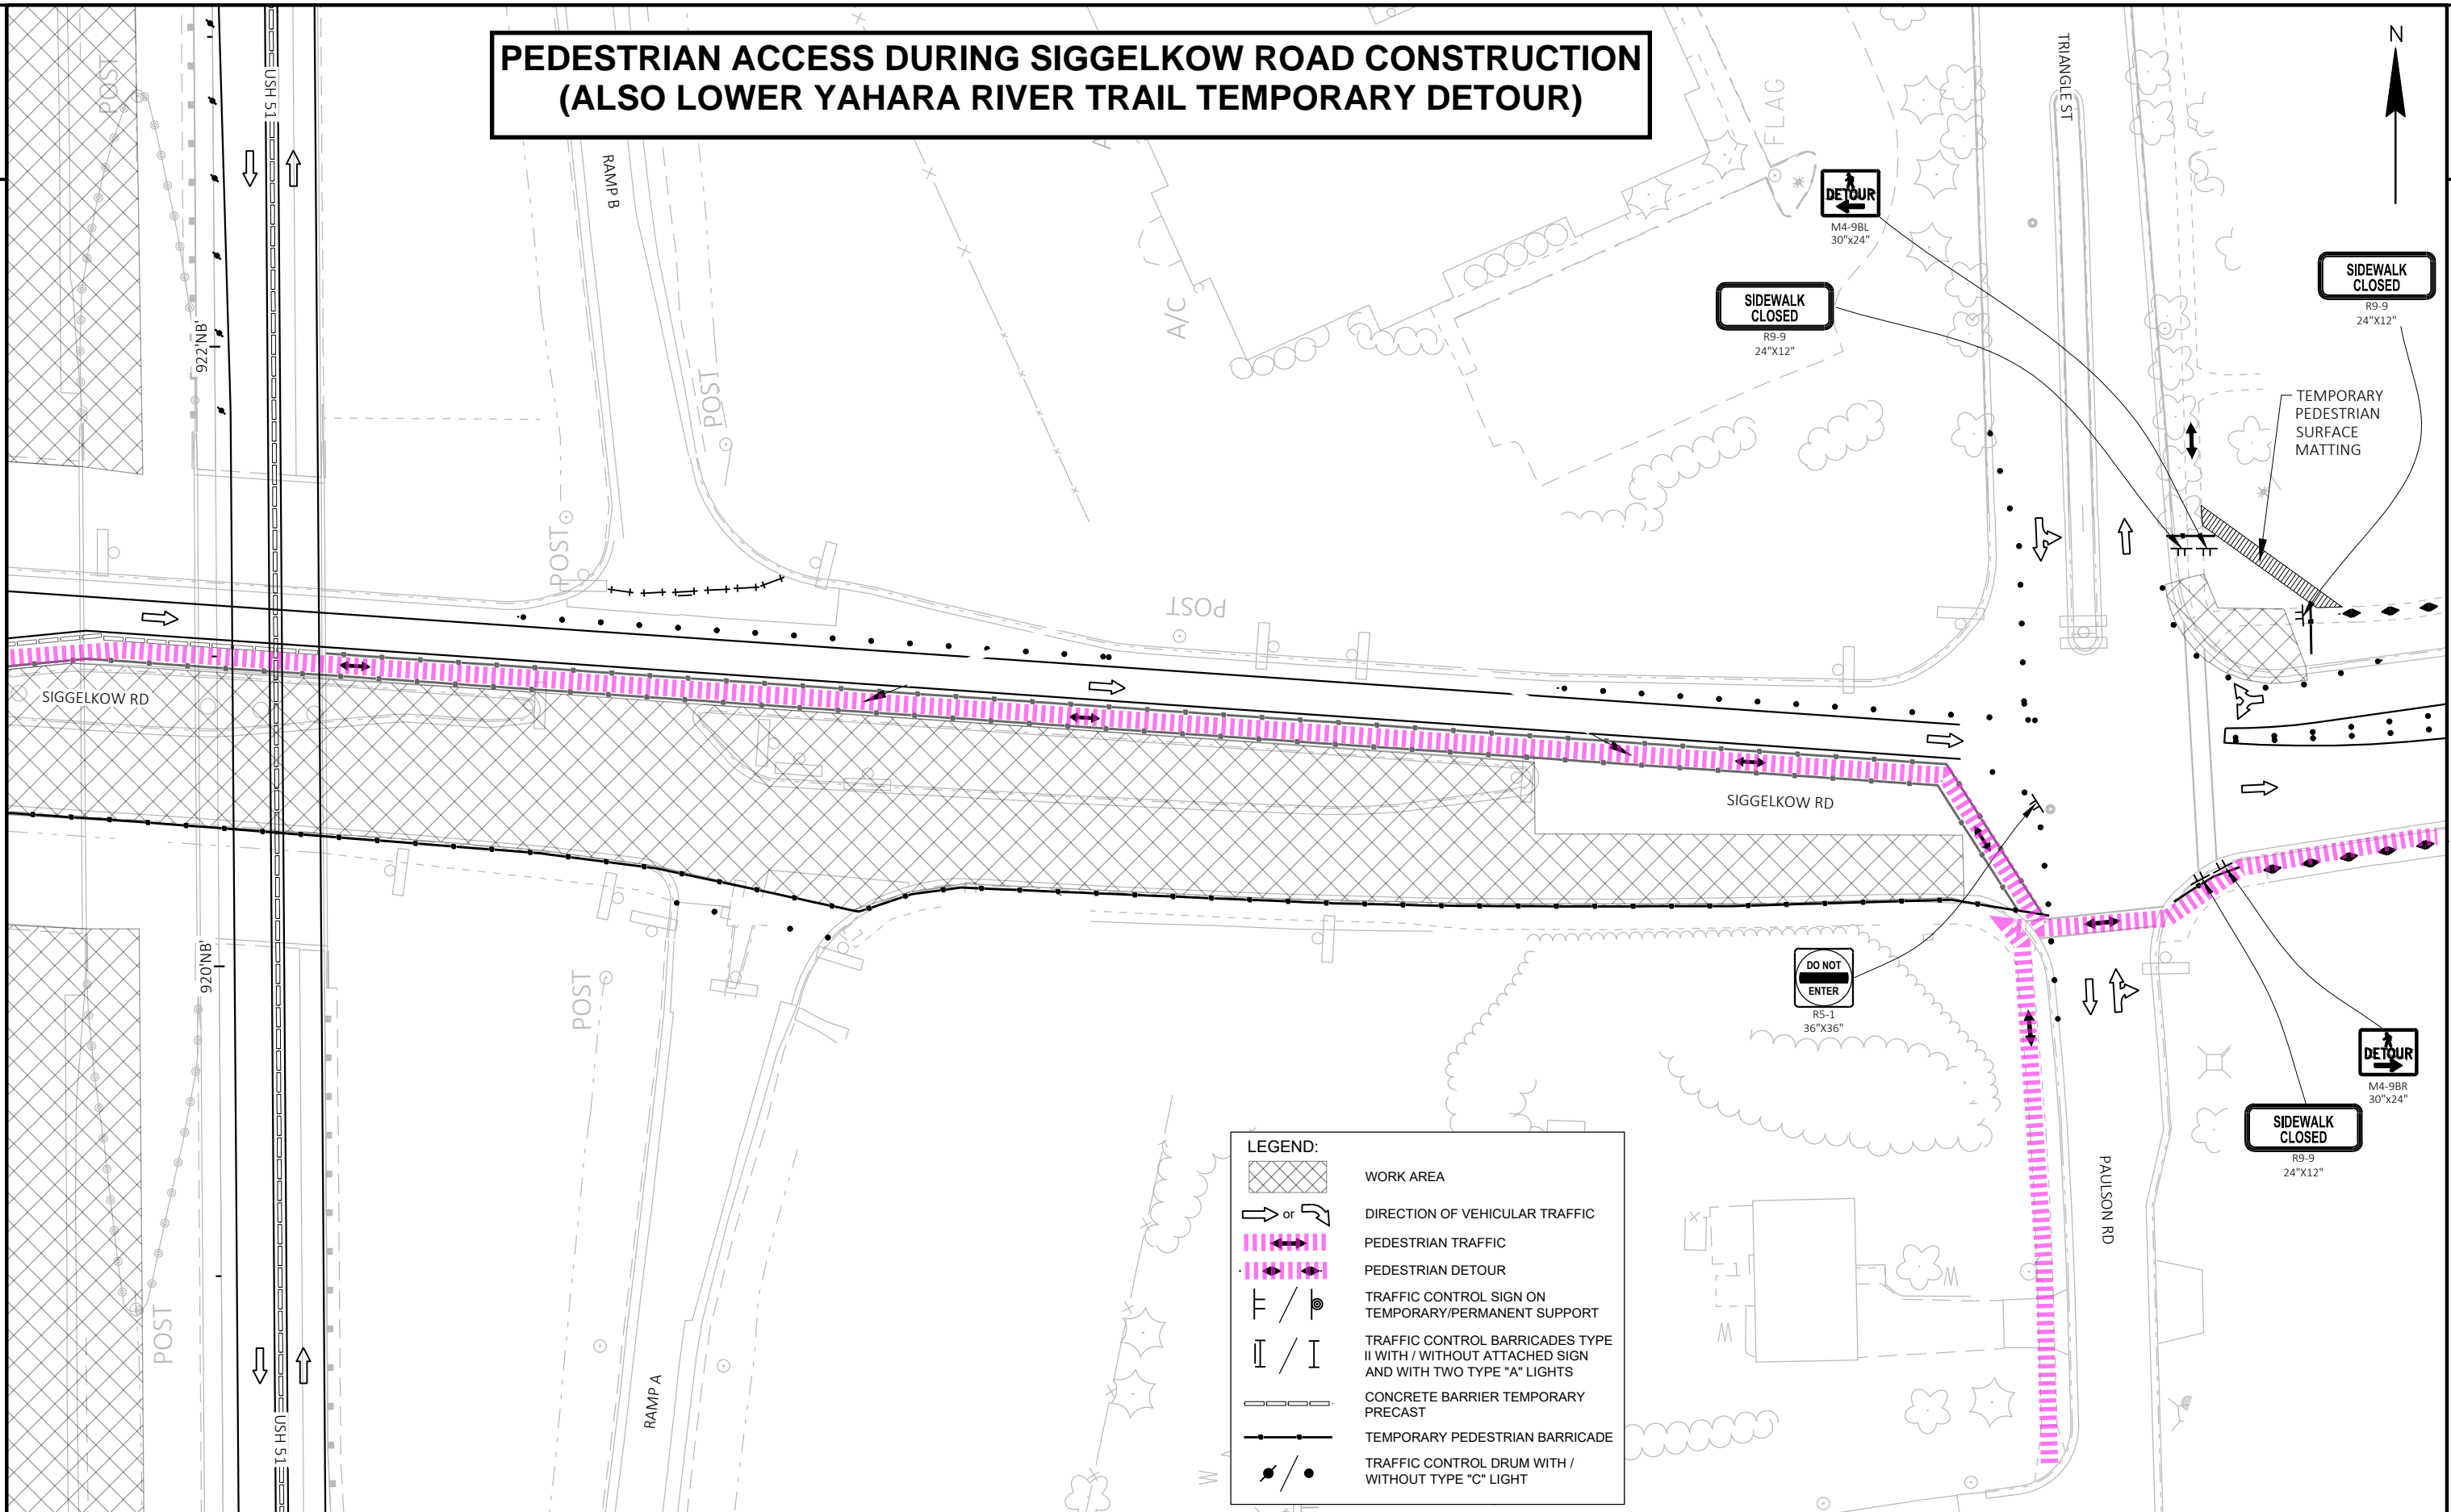 PEDESTRIAN ACCESS DURING SIGGELKOW ROAD CONSTRUCTION
(ALSO LOWER YAHARA RIVER TRAIL TEMPORARY DETOUR)
N
POST
USH 51
RAMP B
FLAG
TRIANGLE ST
DETOUR
M4-9BL
30"x24"
SIDEWALK
CLOSED
R9-9
24"X12"
SIDEWALK
CLOSED
R9-9
24"X12"
A/C
922'NB'
POST
TEMPORARY
PEDESTRIAN
SURFACE
MATTING
POST
POST
SIGGELKOW RD
SIGGELKOW RD
920'NB'
POST
DO NOT
ENTER
R5-1
36"X36"
DETOUR
M4-9BR
30"x24"
SIDEWALK
CLOSED
R9-9
24"X12"
PAULSON RD
POST
RAMP A
USH 51
W
W
W
LEGEND:
WORK AREA
or
DIRECTION OF VEHICULAR TRAFFIC
PEDESTRIAN TRAFFIC
PEDESTRIAN DETOUR
TRAFFIC CONTROL SIGN ON
TEMPORARY/PERMANENT SUPPORT
TRAFFIC CONTROL BARRICADES TYPE
II WITH / WITHOUT ATTACHED SIGN
AND WITH TWO TYPE "A" LIGHTS
CONCRETE BARRIER TEMPORARY
PRECAST
TEMPORARY PEDESTRIAN BARRICADE
TRAFFIC CONTROL DRUM WITH /
WITHOUT TYPE "C" LIGHT